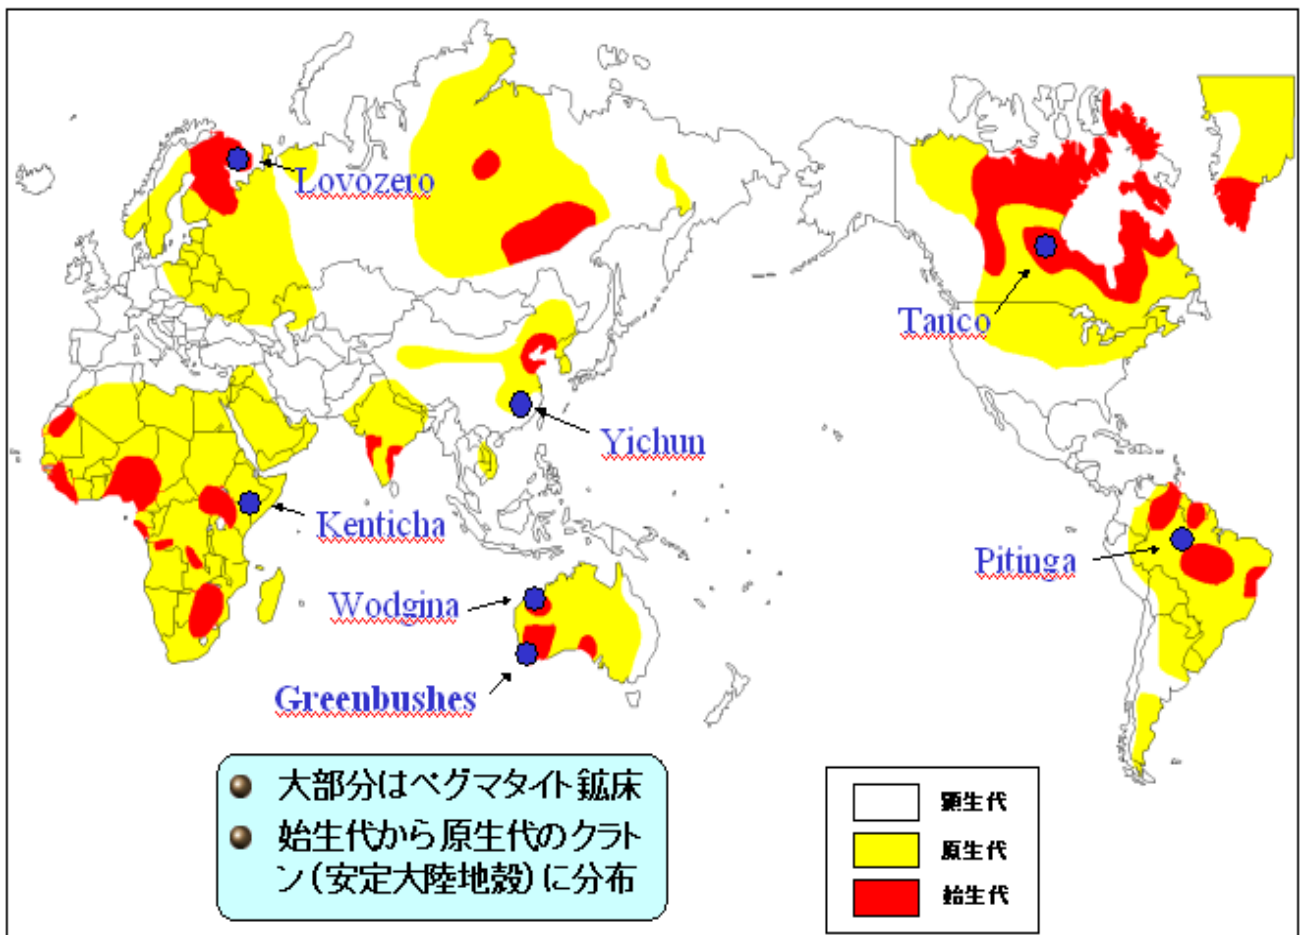 Lovozero
Tanco
Yichun
Kenticha
Pitinga
Wodgina
Greenbushes
大部分はペグマタイト鉱床
始生代から原生代のクラト
ン(安定大陸地殻)に分布
顕生代
原生代
始生代